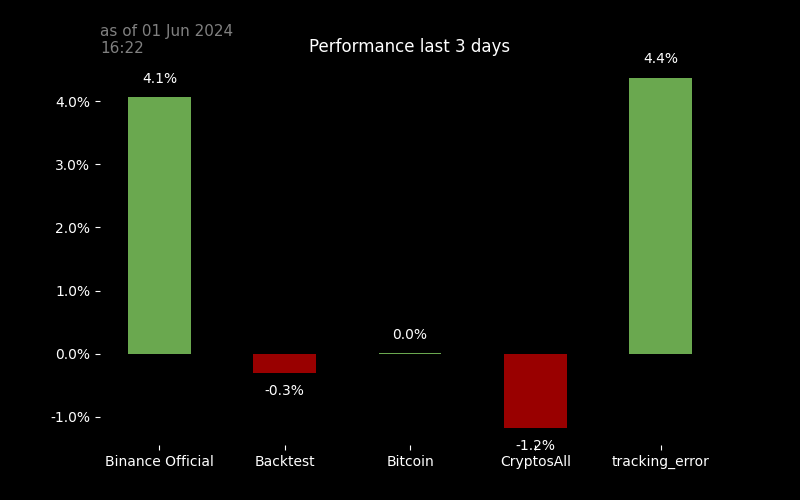 as of 01 Jun 2024
16:22
Performance last 3 days
4.1%
4.4%
4.0%
3.0%
2.0%
1.0%
0.0%
0.0%
-0.3%
-1.0%
-1.2%
Binance Official
Backtest
Bitcoin
CryptosAll
tracking_error